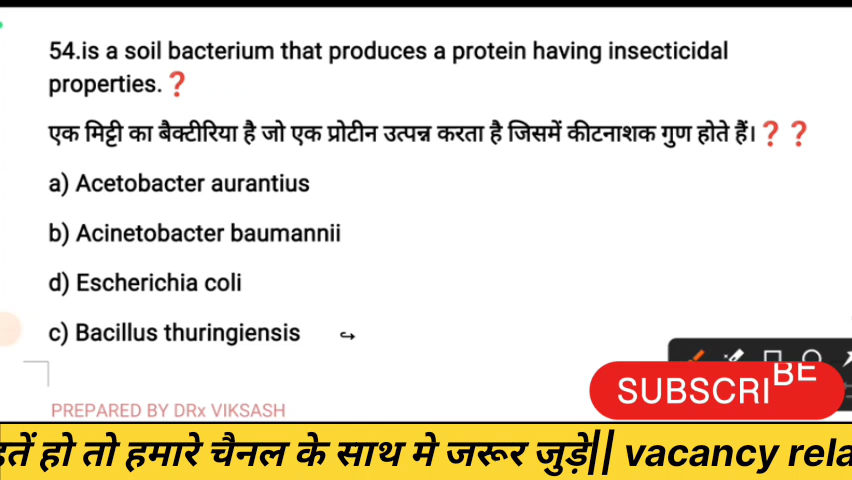 54.is a soil bacterium that produces a protein having insecticidal
properties.❓
एक मिट्टी का बैक्टीरिया है जो एक प्रोटीन उत्पन्न करता है जिसमें कीटनाशक गुण होते हैं।❓❓
a) Acetobacter aurantius
b) Acinetobacter baumannii
d) Escherichia coli
c) Bacillus thuringiensis
PREPARED BY DRx VIKSASH
SUBSCRIBE
हो तो हमारे चैनल के साथ मे जरूर जुड़े|| vacancy